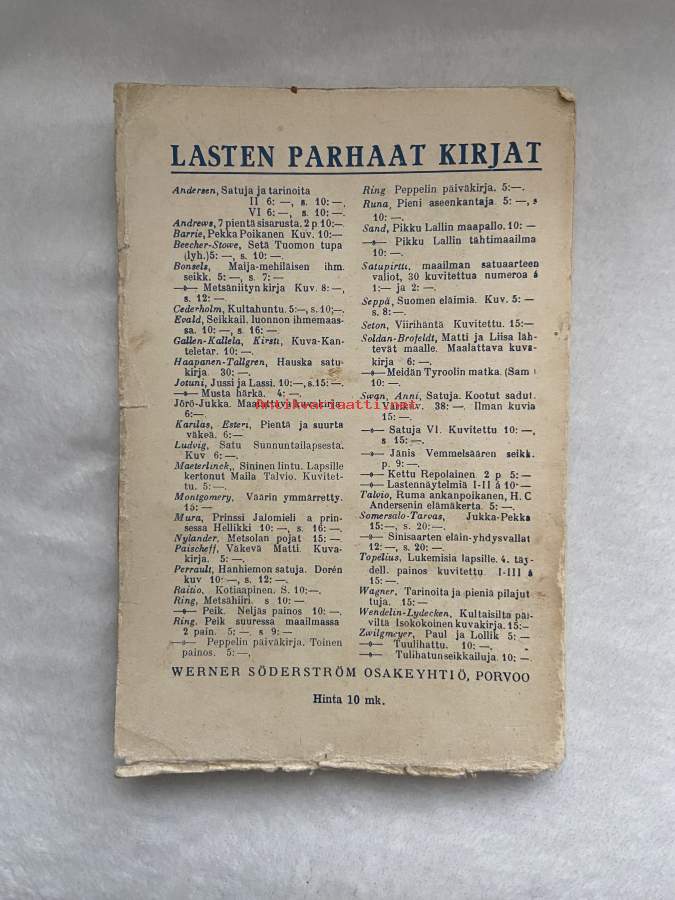 LASTEN PARHAAT KIRJAT
Andersen, Satuja ja tarinoita
II 6: —, s. 10: —.
VI 6: —, s. 10: —.
Andrews, 7 pientä sisarusta. 2 p 10:—
Barrie, Pekka Poikanen Kuv. 10:—
Beecher-Stowe, Setä Tuomon tupa
(lyh.) 5: —, s. 10: —.
Bonsels, Maija-mehiläisen ihm.
seikk. 5: —, s. 7: —
—»— Metsäniityn kirja Kuv. 8: —,
s. 12: —.
Cederholm, Kultahuntu. 5:—, s. 10;—.
Evald, Seikkail. luonnon ihmemaas-
sa. 10: —, s. 16: —.
Gallen-Kallela, Kirsti, Kuva-Kan-
teletar. 10: —.
Haapanen-Tallgren, Hauska satu-
kirja. 30: —.
Jotuni, Jussi ja Lassi. 10:—, s. 15: —.
—»— Musta härkä. 4: —.
Jörö-Jukka. Maalattava kuvakirja.
6:—.
Karilas, Esteri, Pientä ja suurta
väkeä. 6:—
Ludvig, Satu Sunnuntailapsesta.
Kuv 6: —.
Maeterlinck,, Sininen lintu. Lapsille
kertonut Maila Talvio. Kuvitet-
tu. 5: —.
Montgomery, Väärin ymmärretty.
15: —
Mura, Prinssi Jalomieli a prin-
sessa Hellikki 10: —, s. 16: —.
Nylander, Metsolan pojat 15: —.
Paischeff, Väkevä Matti. Kuva-
kirja. 5: —.
Perrault, Hanhiemon satuja. Dorén
kuv 10: —, s. 12: —.
Raitio, Kotiaapinen. S. 10:—.
Ring, Metsähiiri. s 10: —
—»— Peik. Neljäs painos 10: —.
Ring. Peik suuressa maailmassa
2 pain. 5: —. s 9: —
—»— Peppelin päiväkirja. Toinen
painos. 5: —,
Ring Peppelin päiväkirja. 5:—.
Runa, Pieni aseenkantaja. 5: —, s
10: —.
Sand, Pikku Lallin maapallo. 10: —
—»— Pikku Lallin tähtimaailma
10: —.
Satupirtti, maailman satuaarteen
valiot, 30 kuvitettua numeroa á
1:— ja 2: —.
Seppä, Suomen eläimiä. Kuv. 5: —
s. 8:—.
Seton, Viirihäntä Kuvitettu. 15:—
Soldan-Brofeldt, Matti ja Liisa läh-
tevät maalle. Maalattava kuva-
kirja 6: —.
—»— Meidän Tyroolin matka. (Sam
10: —.
Swan, Anni, Satuja. Kootut sadut.
38: —. Ilman kuvia
15: —.
—»— Satuja VI. Kuvitettu 10: —,
s 15: —.
—»— Jänis Vemmelsäären seikk.
p. 9: —.
—»— Kettu Repolainen 2 p 5: —
—»— Lastennäytelmiä I-II á 10 —
Talvio, Ruma ankanpoikanen, H. C
Andersenin elämäkerta. 5: —.
Somersalo-Tarvas, Jukka-Pekka
15:—, s. 20: —.
—»— Sinisaarten eläin-yhdysvallat
12: —, s. 20: —.
Topelius, Lukemisia lapsille. 4. täy-
dell. painos kuvitettu I-III á
15: —.
Wagner, Tarinoita ja pieniä pilajut
tuja. 15: —
Wendelin-Lydecken, Kultaisilta päi-
viltä Isokokoinen kuvakirja. 15:—
Zwilgmeyer, Paul ja Lollik 5: —
—»— Tuulihattu. 10: —.
—»— Tulihatun seikkailuja. 10: —
WERNER SÖDERSTRÖM OSAKEYHTIÖ, PORVOO
Hinta 10 mk.
Antikvariaatti.net